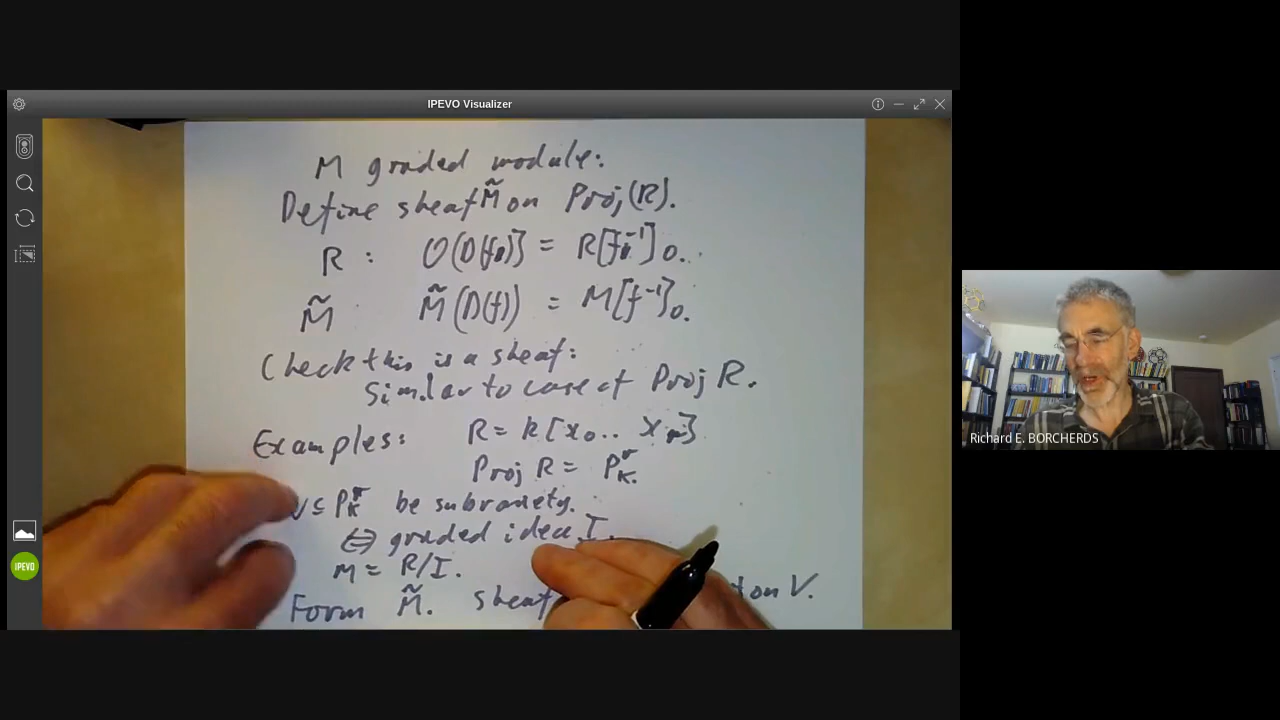 IPEVO Visualizer
M graded module:
Define sheaf M̃ on Proj(R).
R : O(D(f)) = R[f⁻¹]₀.
M̃ M̃(D(f)) = M[f⁻¹]₀.
Check this is a sheaf:
Similar to case of Proj R.
Examples: R = k[x₀.. xₙ]
Proj R = Pⁿₖ.
V ⊆ Pⁿₖ be subvariety.
⇔ graded ideal I.
M = R/I.
Form M̃. sheaf on V.
IPEVO
Richard E. BORCHERDS